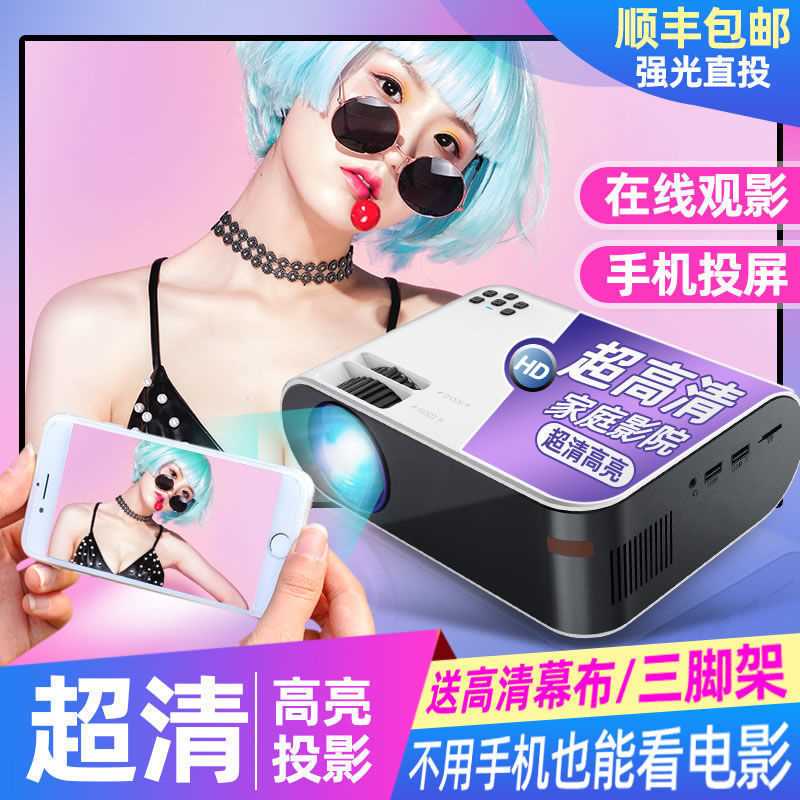 顺丰包邮
强光直投
在线观影
手机投屏
HD
超高清
家庭影院
超清高亮
超清
高亮
投影
送高清幕布/三脚架
不用手机也能看电影